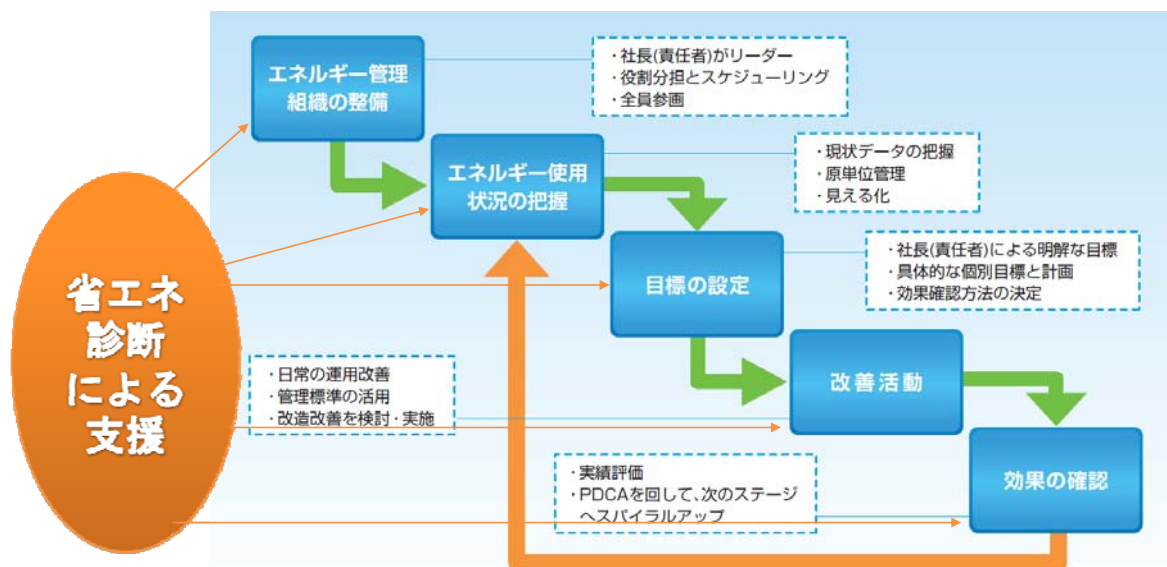 エネルギー管理
組織の整備
・社長(責任者)がリーダー
・役割分担とスケジューリング
・全員参画
エネルギー使用
状況の把握
・現状データの把握
・原単位管理
・見える化
目標の設定
・社長(責任者)による明解な目標
・具体的な個別目標と計画
・効果確認方法の決定
省エネ
診断
による
支援
改善活動
・日常の運用改善
・管理標準の活用
・改造改善を検討・実施
効果の確認
・実績評価
・PDCAを回して、次のステージ
へスパイラルアップ